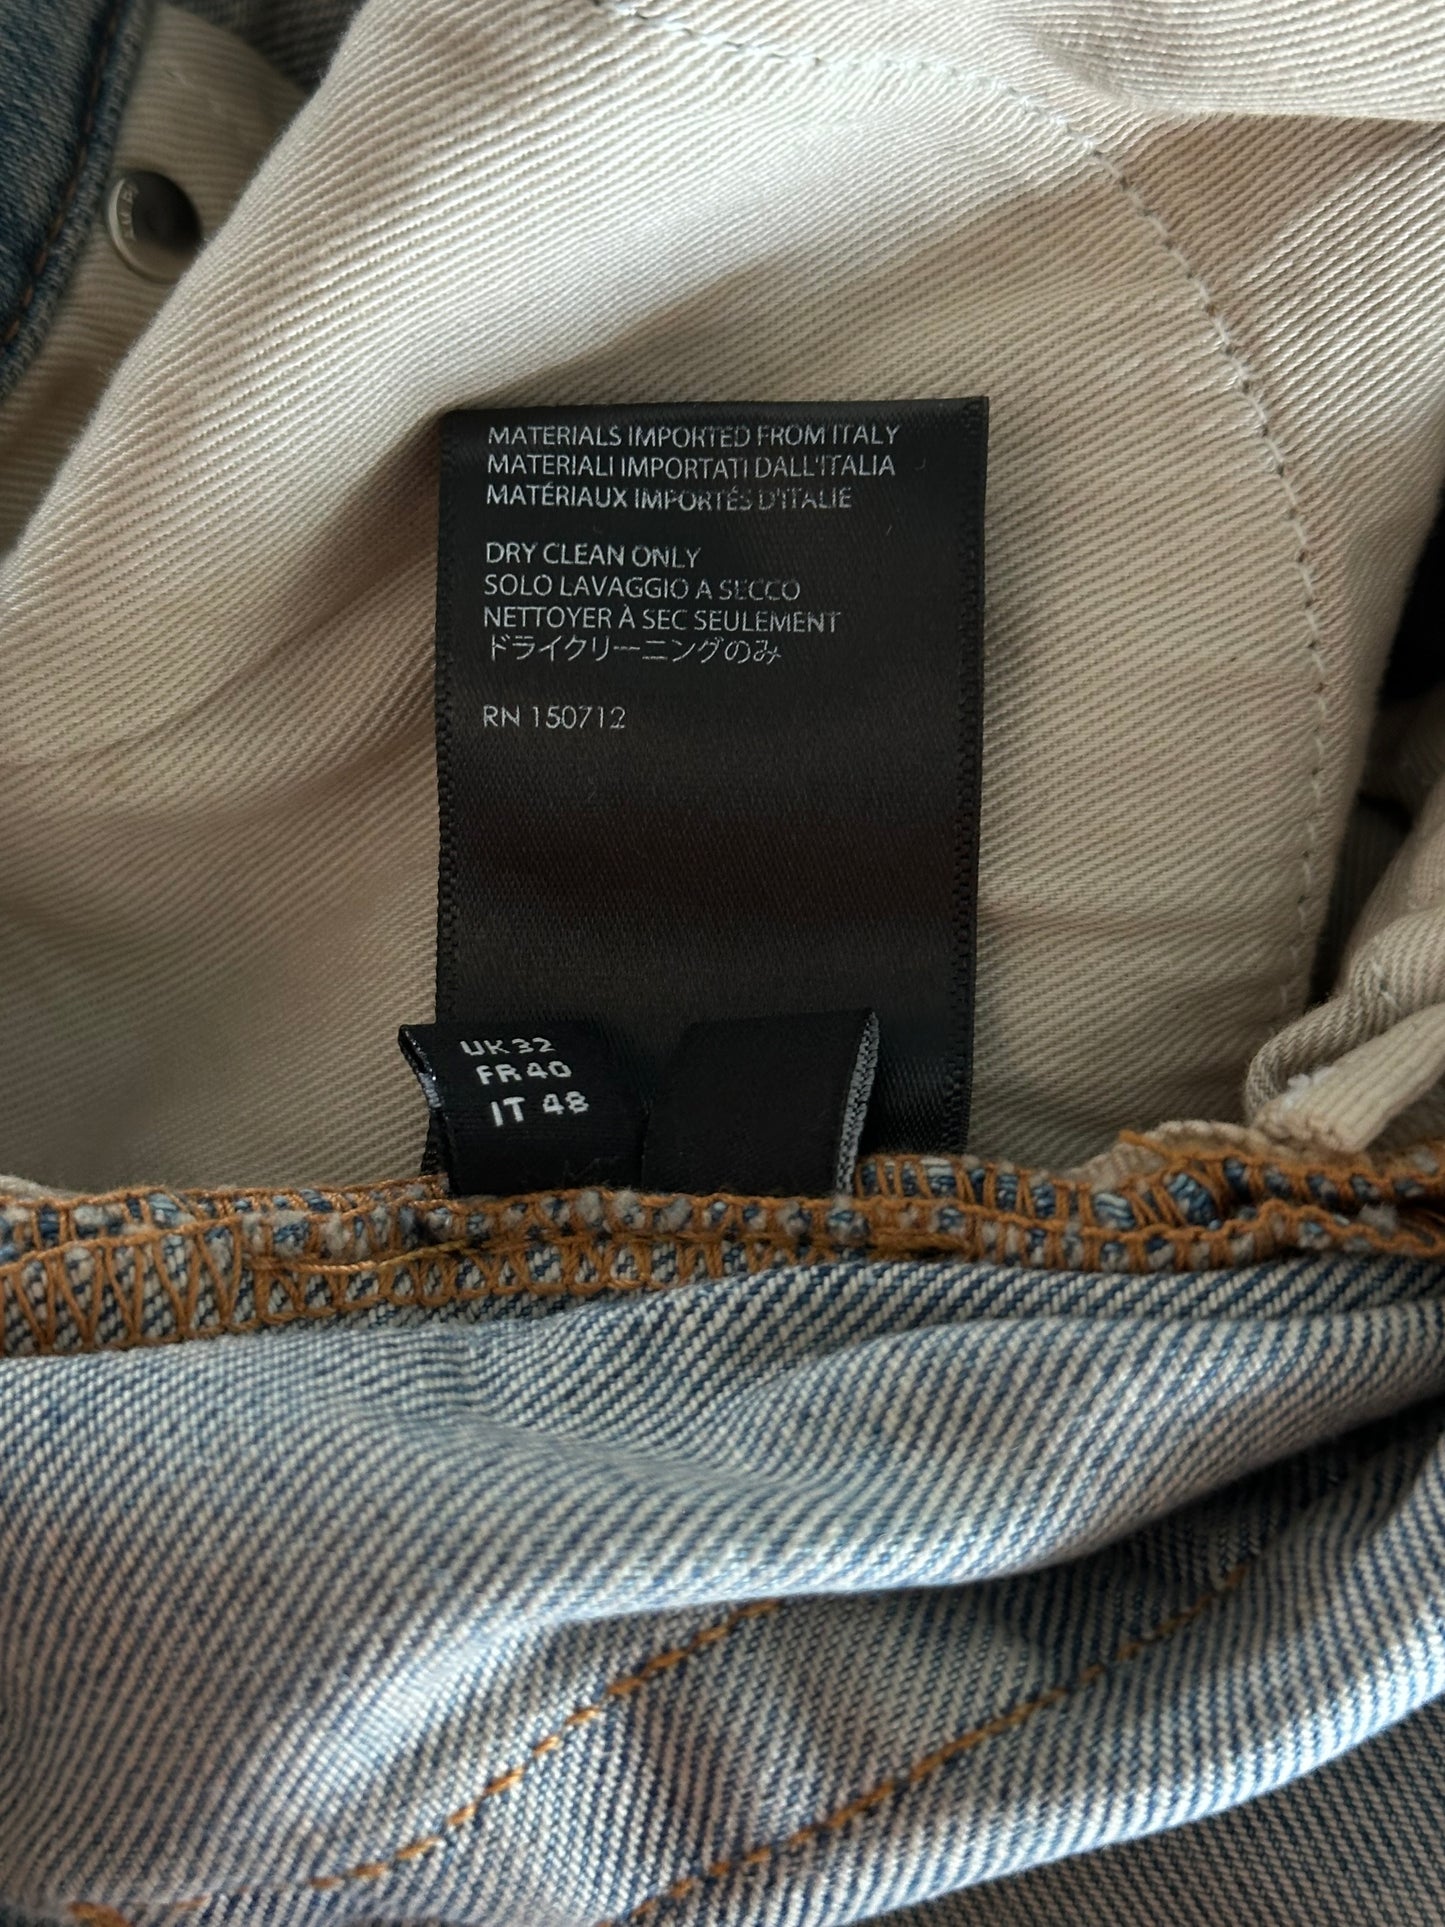 MATERIALS IMPORTED FROM ITALY
MATERIALI IMPORTATI DALL'ITALIA
MATÉRIAUX IMPORTÉS D'ITALIE
DRY CLEAN ONLY
SOLO LAVAGGIO A SECCO
NETTOYER À SEC SEULEMENT
ドライクリーニングのみ
RN 150712
UK 32
FR 40
IT 48